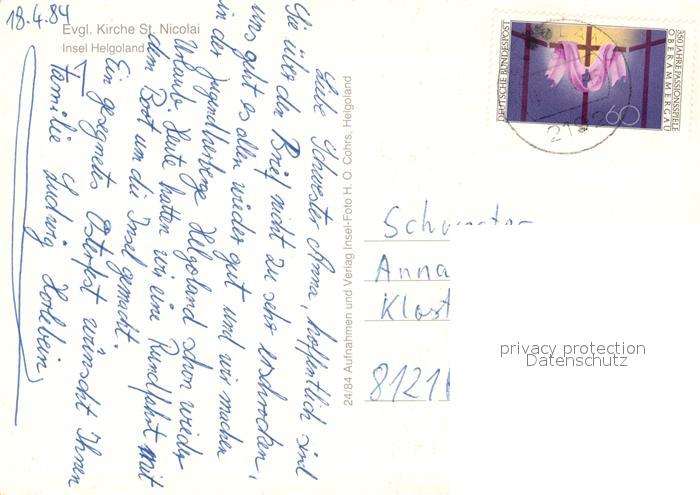 18.4.84
Evgl. Kirche St. Nicolai
Insel Helgoland
Liebe Schwester Anna, hoffentlich sind
Sie über den Brief nicht zu sehr erschrocken,
uns geht es allen wieder gut und wir machen
in der Jugendherberge Helgoland schon wieder
Urlaub. Heute hatten wir eine Rundfahrt mit
dem Boot um die Insel gemacht.
Ein gesegnetes Osterfest wünscht Ihnen
Familie Ludwig
24/84 Aufnahmen und Verlag Insel-Foto H. O. Cohrs, Helgoland
DEUTSCHE BUNDESPOST
350 JAHRE PASSIONSSPIELE
OBERAMMERGAU
60
Schwester
Anna
Klost
8121
privacy protection
Datenschutz